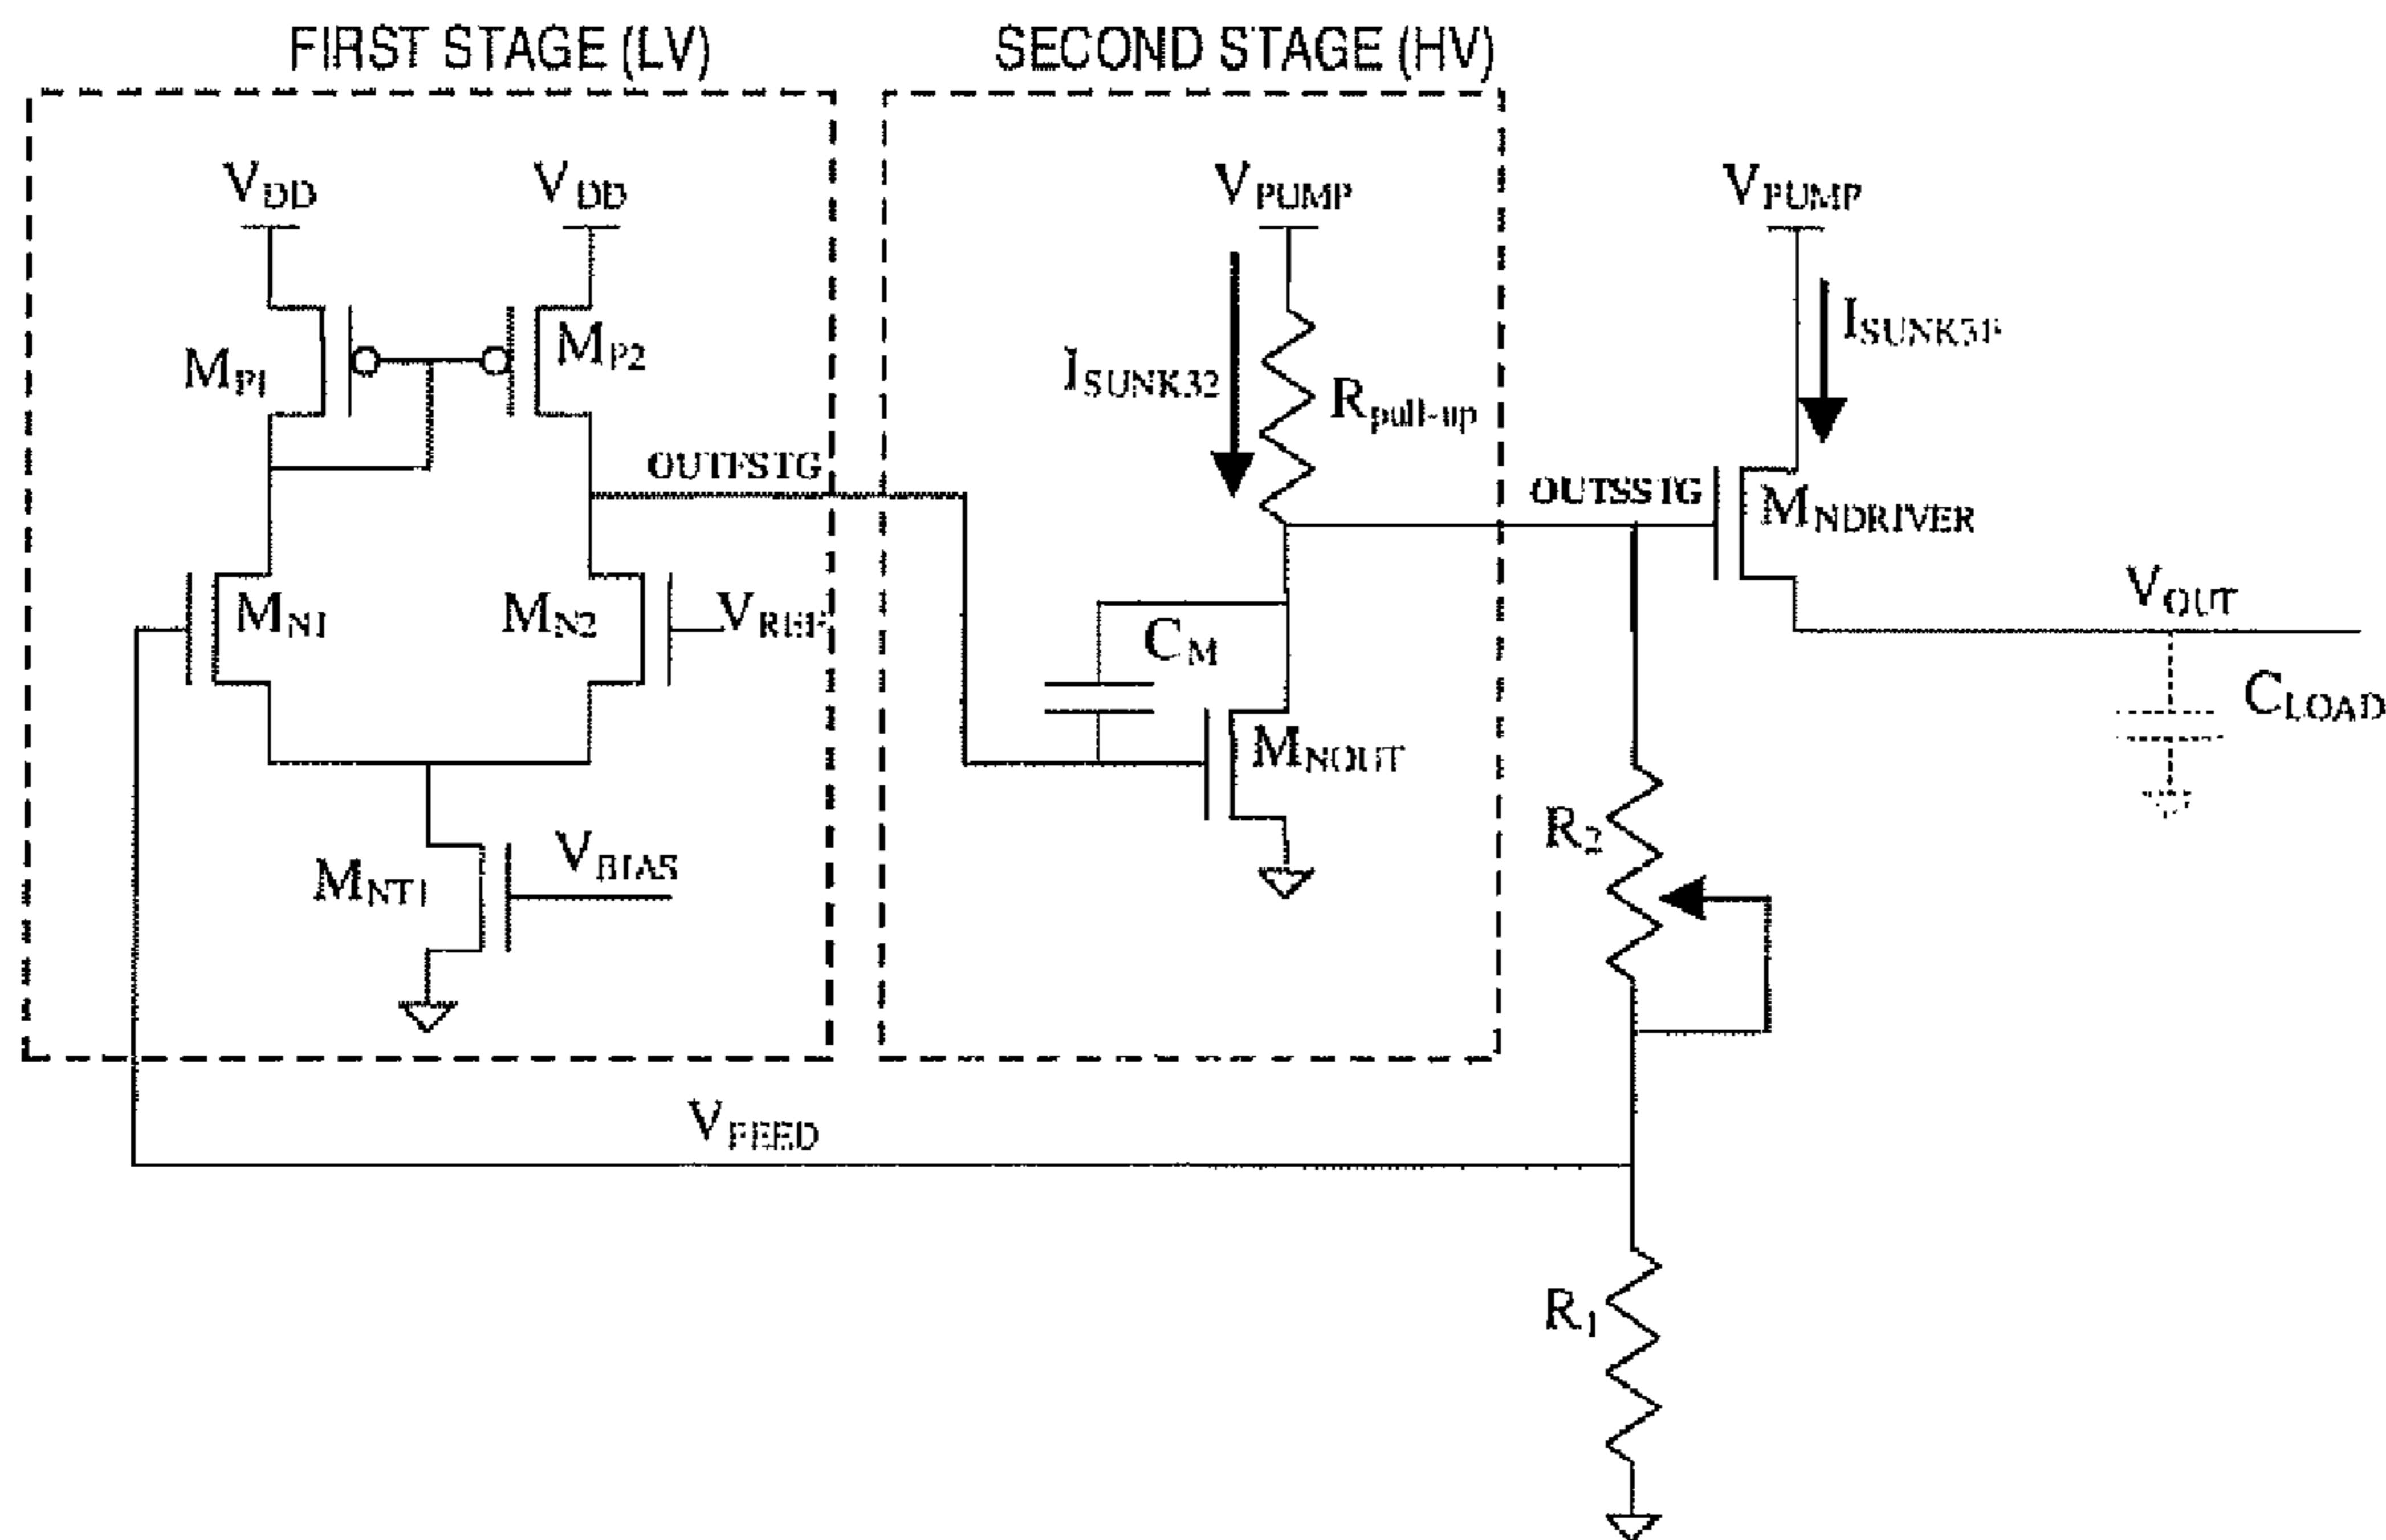 FIRST STAGE (LV)
SECOND STAGE (HV)
VDD
VDD
VPUMP
VPUMP
MP1
MP2
ISUNK32
Rpull-up
OUTFSTG
OUTSSTG
MNDRIVER
MN1
MN2
VREF
CM
VOUT
CLOAD
MNOUT
R2
MNT1
VBIAS
VFEED
R1